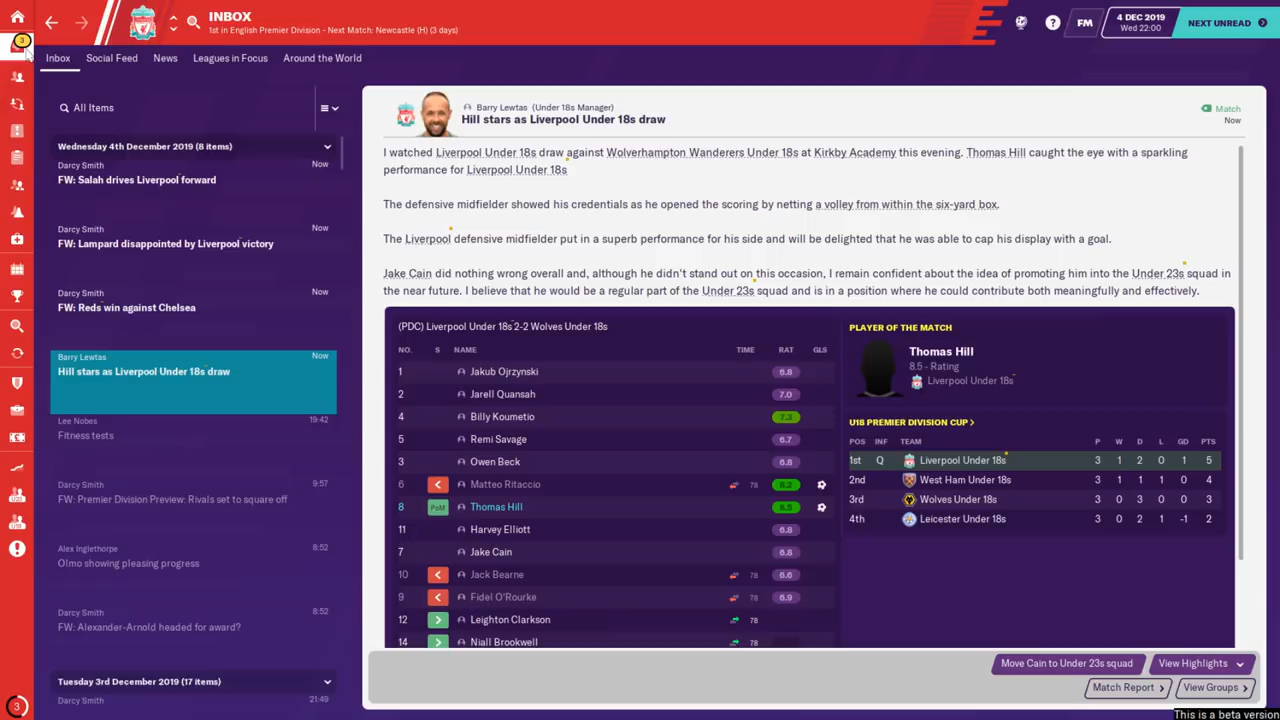 INBOX
1st in English Premier Division - Next Match: Newcastle (H) (3 days)
FM
4 DEC 2019
Wed 22:00
NEXT UNREAD
3
Inbox
Social Feed
News
Leagues in Focus
Around the World
All Items
Wednesday 4th December 2019 (8 items)
Darcy Smith
Now
FW: Salah drives Liverpool forward
Darcy Smith
Now
FW: Lampard disappointed by Liverpool victory
Darcy Smith
Now
FW: Reds win against Chelsea
Barry Lewtas
Now
Hill stars as Liverpool Under 18s draw
Lee Nobes
19:42
Fitness tests
Darcy Smith
9:57
FW: Premier Division Preview: Rivals set to square off
Alex Inglethorpe
8:52
Olmo showing pleasing progress
Darcy Smith
8:52
FW: Alexander-Arnold headed for award?
Tuesday 3rd December 2019 (17 items)
Darcy Smith
21:49
3
Barry Lewtas (Under 18s Manager)
Hill stars as Liverpool Under 18s draw
Match
Now
I watched Liverpool Under 18s draw against Wolverhampton Wanderers Under 18s at Kirkby Academy this evening. Thomas Hill caught the eye with a sparkling
performance for Liverpool Under 18s
The defensive midfielder showed his credentials as he opened the scoring by netting a volley from within the six-yard box.
The Liverpool defensive midfielder put in a superb performance for his side and will be delighted that he was able to cap his display with a goal.
Jake Cain did nothing wrong overall and, although he didn't stand out on this occasion, I remain confident about the idea of promoting him into the Under 23s squad in
the near future. I believe that he would be a regular part of the Under 23s squad and is in a position where he could contribute both meaningfully and effectively.
(PDC) Liverpool Under 18s 2-2 Wolves Under 18s
NO. S NAME TIME RAT GLS
1 Jakub Ojrzynski 6.8
2 Jarell Quansah 7.0
4 Billy Koumetio 7.3
5 Remi Savage 6.7
3 Owen Beck 6.8
6 Matteo Ritaccio 78 8.2
8 PoM Thomas Hill 8.5
11 Harvey Elliott 6.8
7 Jake Cain 6.8
10 Jack Bearne 78 6.6
9 Fidel O'Rourke 78 6.9
12 Leighton Clarkson 78
14 Niall Brookwell 78
PLAYER OF THE MATCH
Thomas Hill
8.5 - Rating
Liverpool Under 18s
U18 PREMIER DIVISION CUP >
POS INF TEAM P W D L GD PTS
1st Q Liverpool Under 18s 3 1 2 0 1 5
2nd West Ham Under 18s 3 1 1 1 0 4
3rd Wolves Under 18s 3 0 3 0 0 3
4th Leicester Under 18s 3 0 2 1 -1 2
Move Cain to Under 23s squad
View Highlights
Match Report
View Groups
This is a beta version